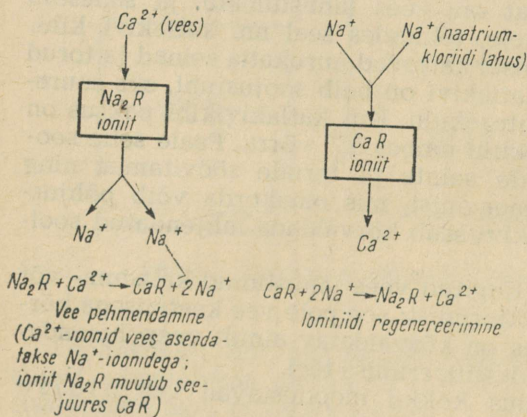 Ca²⁺ (vees)
Na₂R
ioniit
Na⁺ Na⁺
Na₂R + Ca²⁺ → CaR + 2Na⁺
Vee pehmendamine
(Ca²⁺-ioonid vees asenda-
takse Na⁺-ioonidega;
ioniit Na₂R muutub see-
juures CaR)
Na⁺ Na⁺ (naatrium-
kloriidi lahus)
CaR
ioniit
Ca²⁺
CaR + 2Na⁺ → Na₂R + Ca²⁺
Ioniniidi regenereerimine